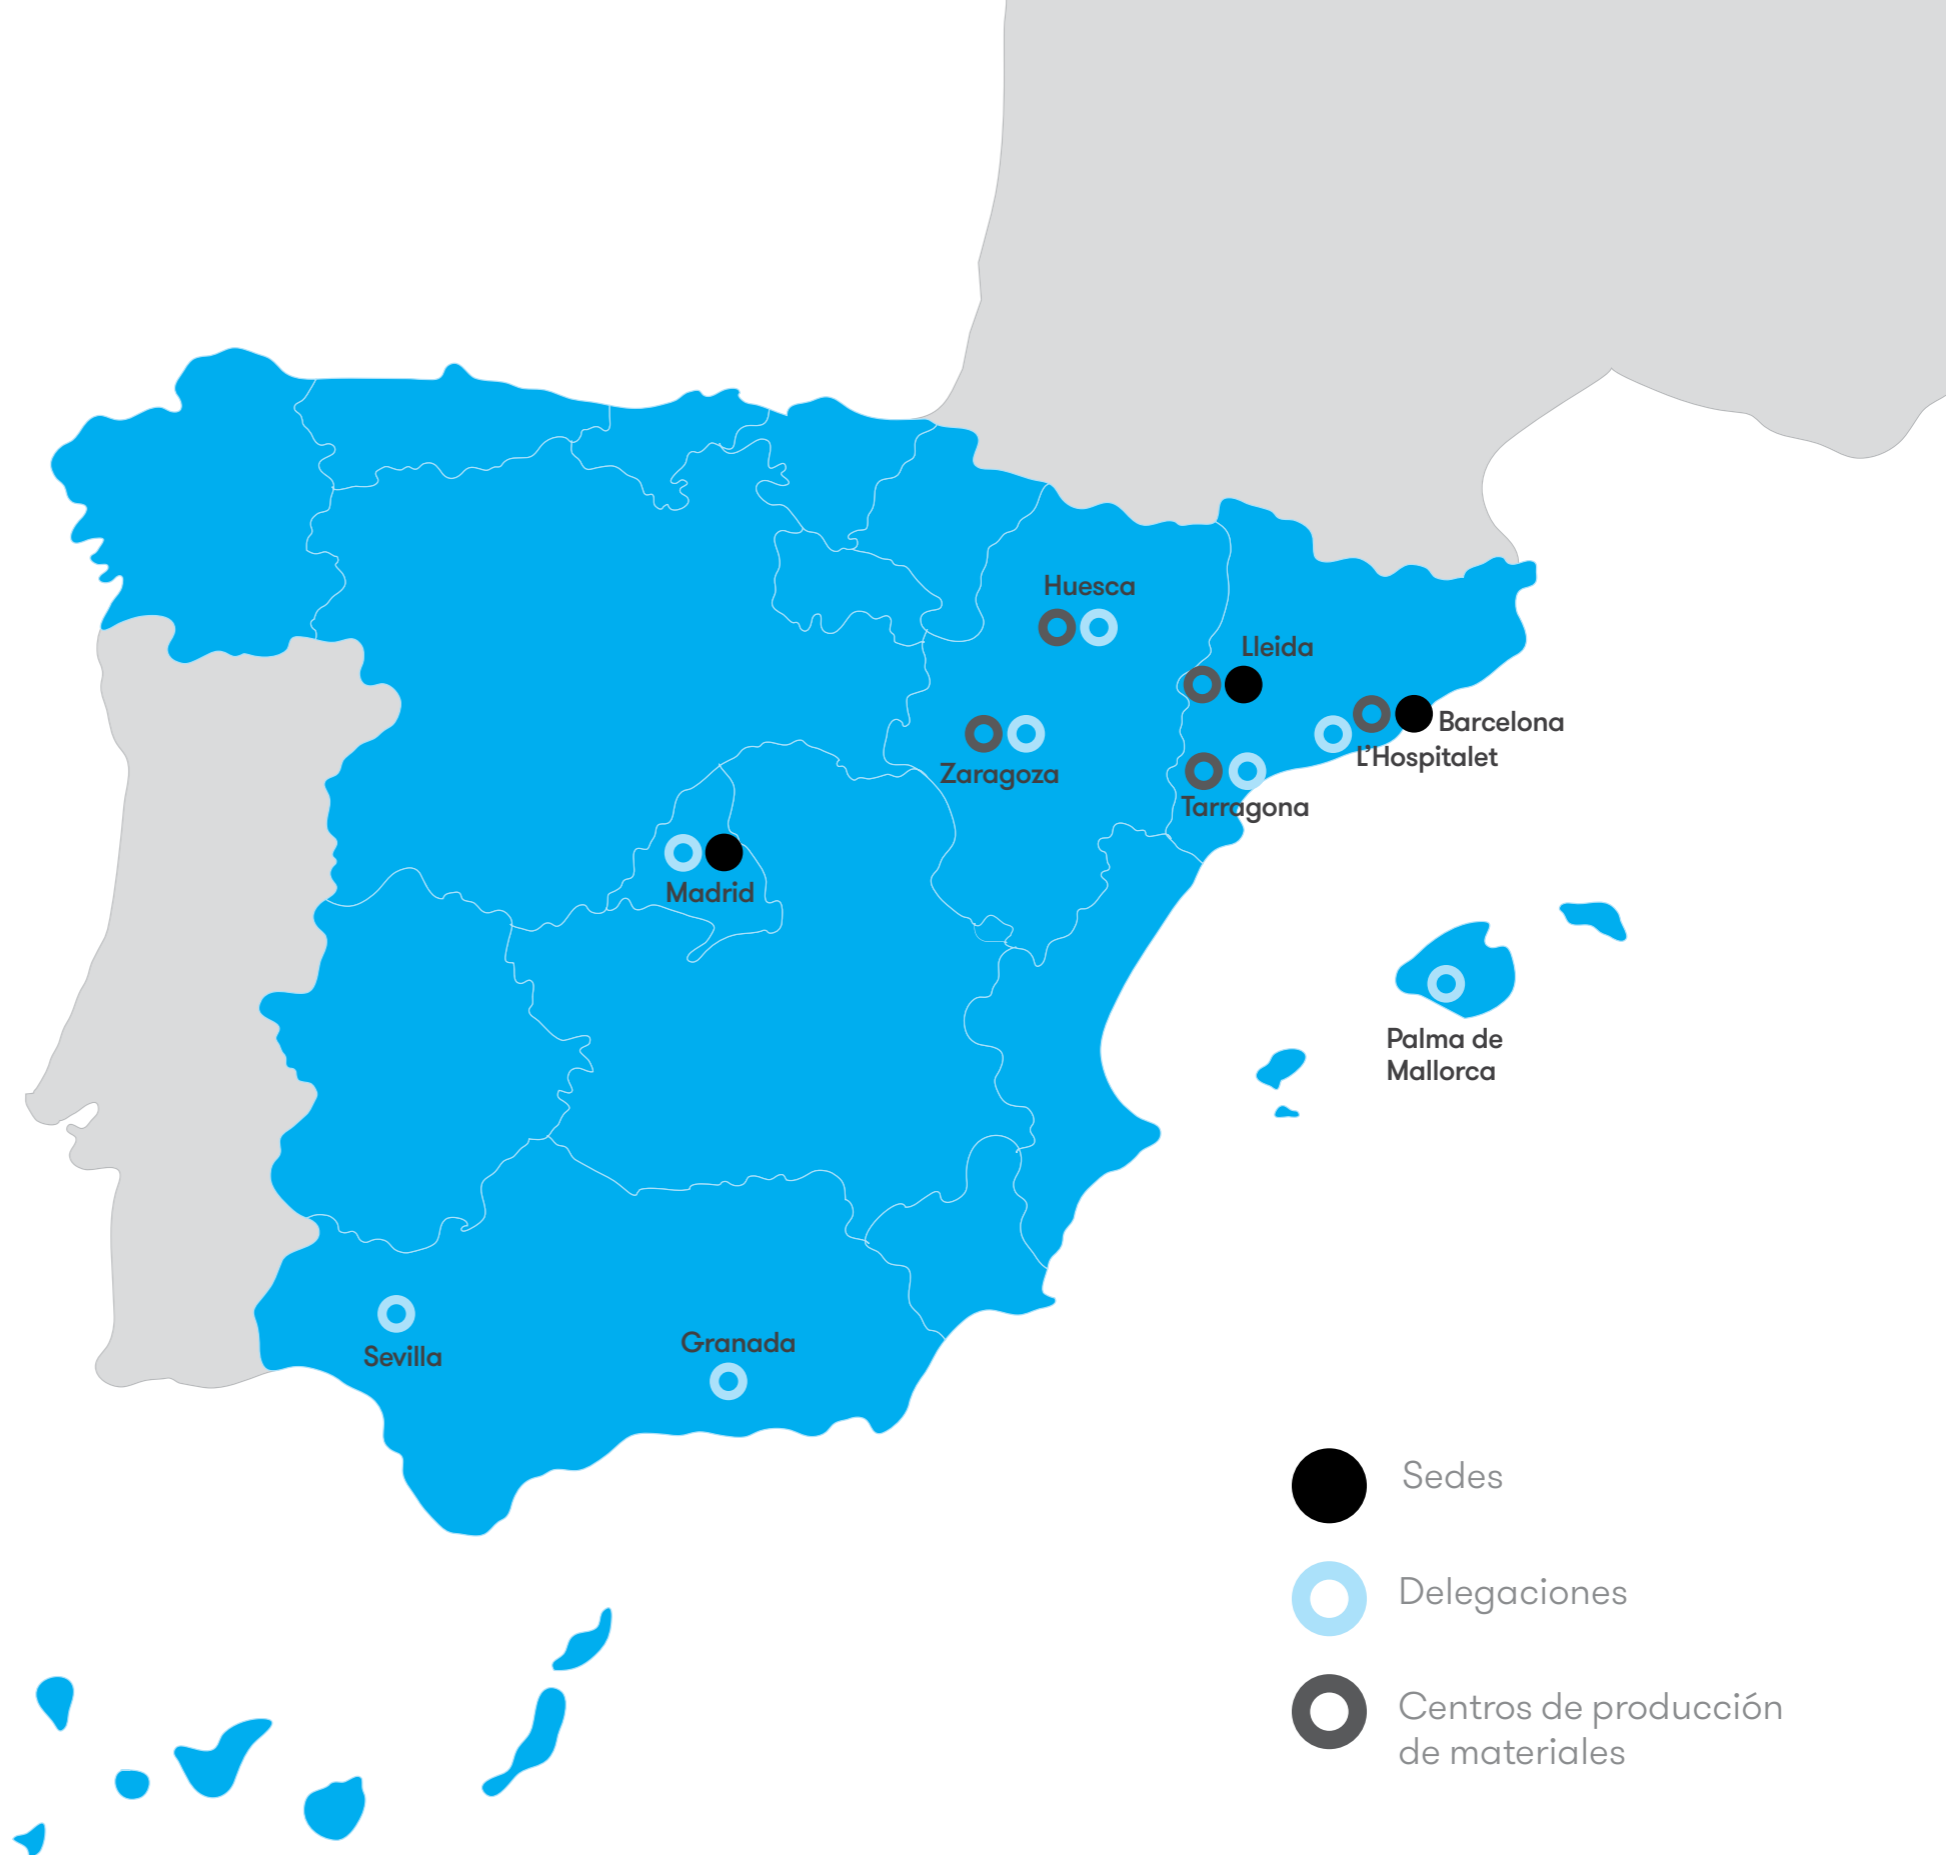 Huesca
Lleida
Barcelona
L'Hospitalet
Zaragoza
Tarragona
Madrid
Palma de
Mallorca
Granada
Sevilla
Sedes
Delegaciones
Centros de producción
de materiales